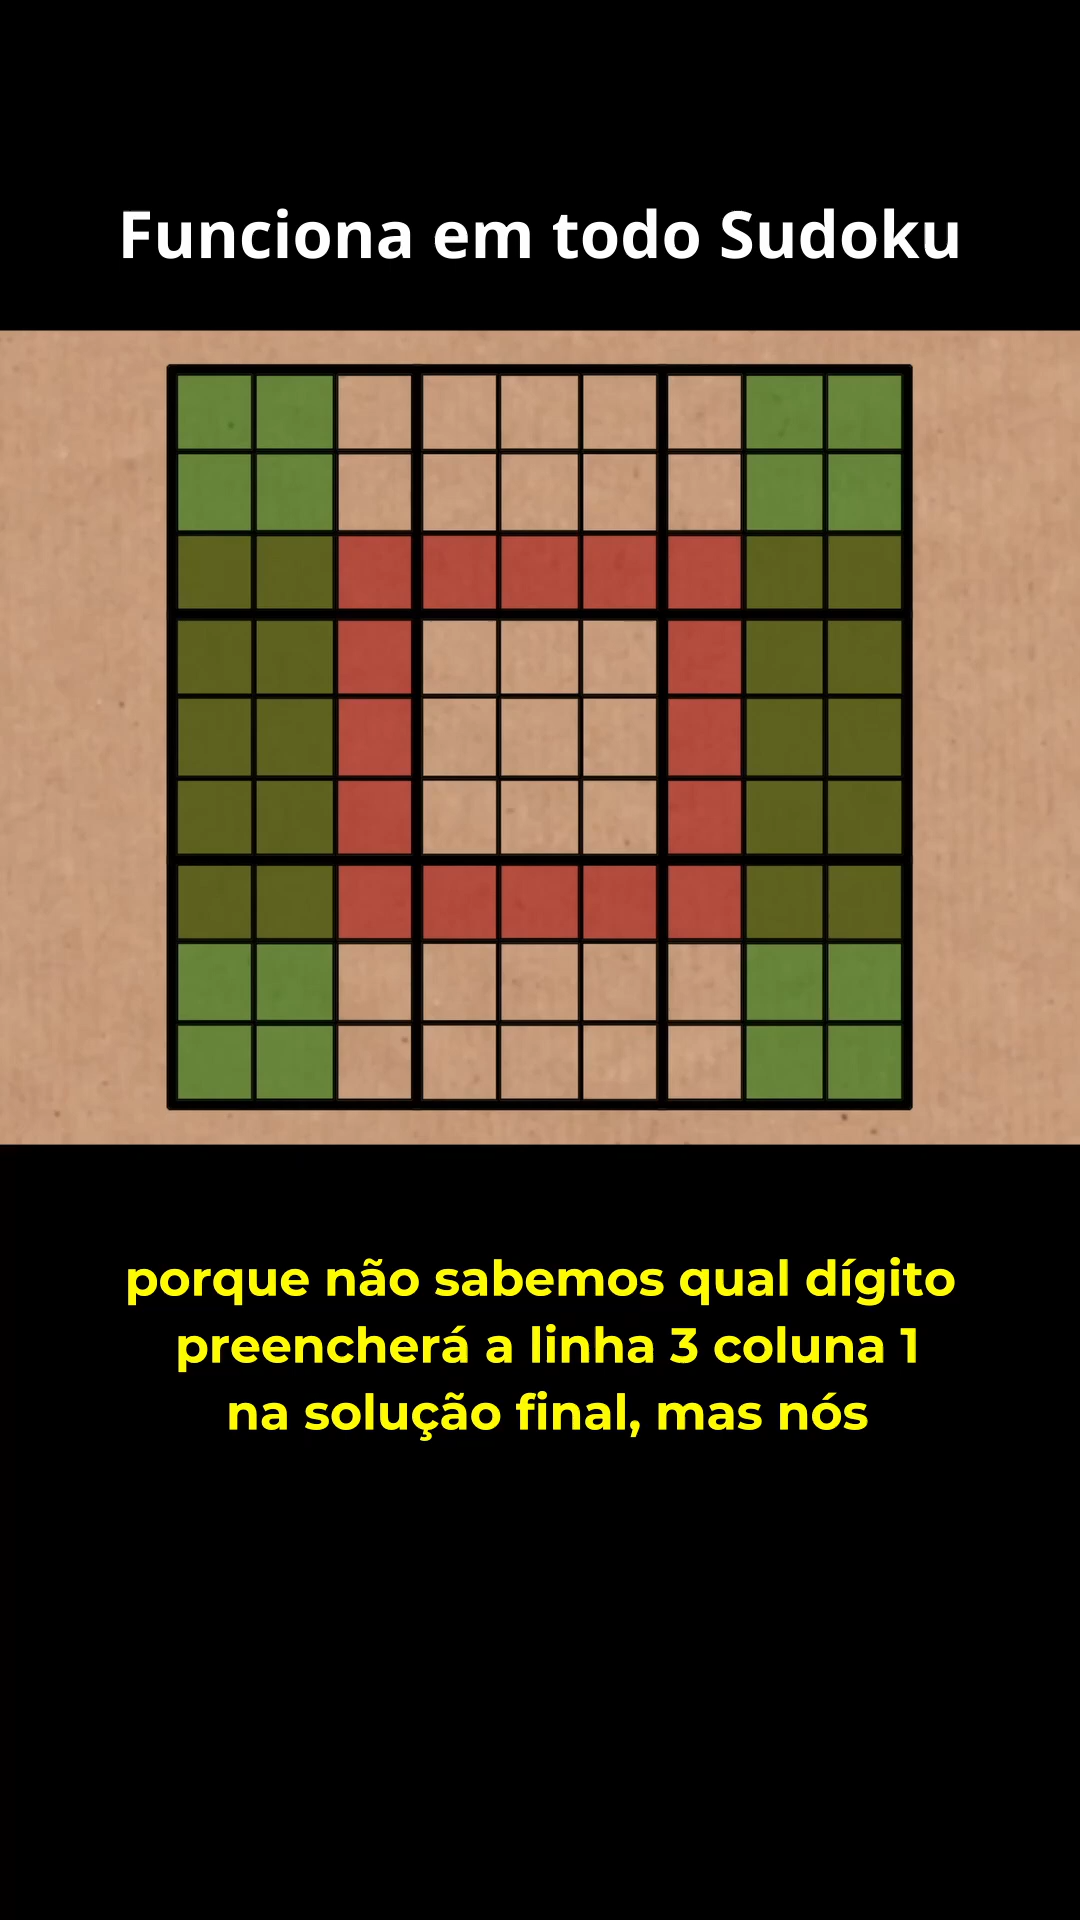 Funciona em todo Sudoku
porque não sabemos qual dígito
preencherá a linha 3 coluna 1
na solução final, mas nós